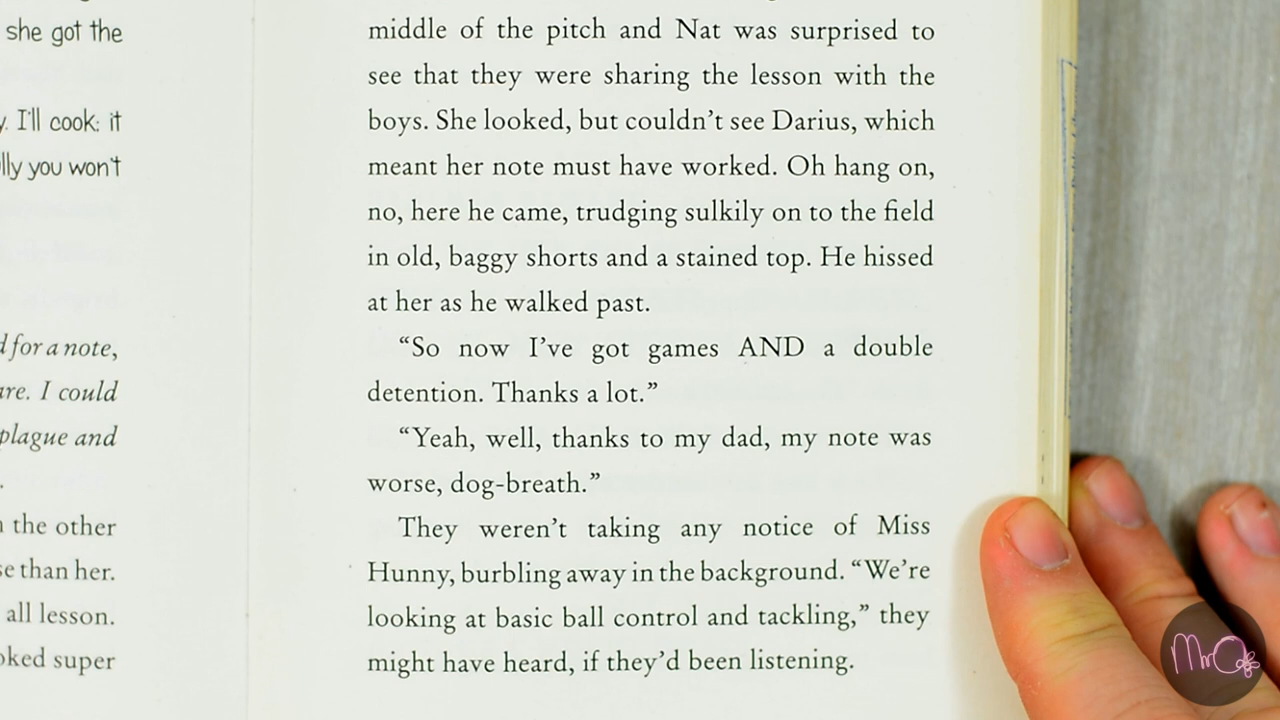 she got the
I'll cook: it
you won't
for a note,
I could
plague and
the other
than her.
all lesson.
super
middle of the pitch and Nat was surprised to
see that they were sharing the lesson with the
boys. She looked, but couldn't see Darius, which
meant her note must have worked. Oh hang on,
no, here he came, trudging sulkily on to the field
in old, baggy shorts and a stained top. He hissed
at her as he walked past.
“So now I've got games AND a double
detention. Thanks a lot.”
“Yeah, well, thanks to my dad, my note was
worse, dog-breath.”
They weren't taking any notice of Miss
Hunny, burbling away in the background. “We're
looking at basic ball control and tackling,” they
might have heard, if they'd been listening.